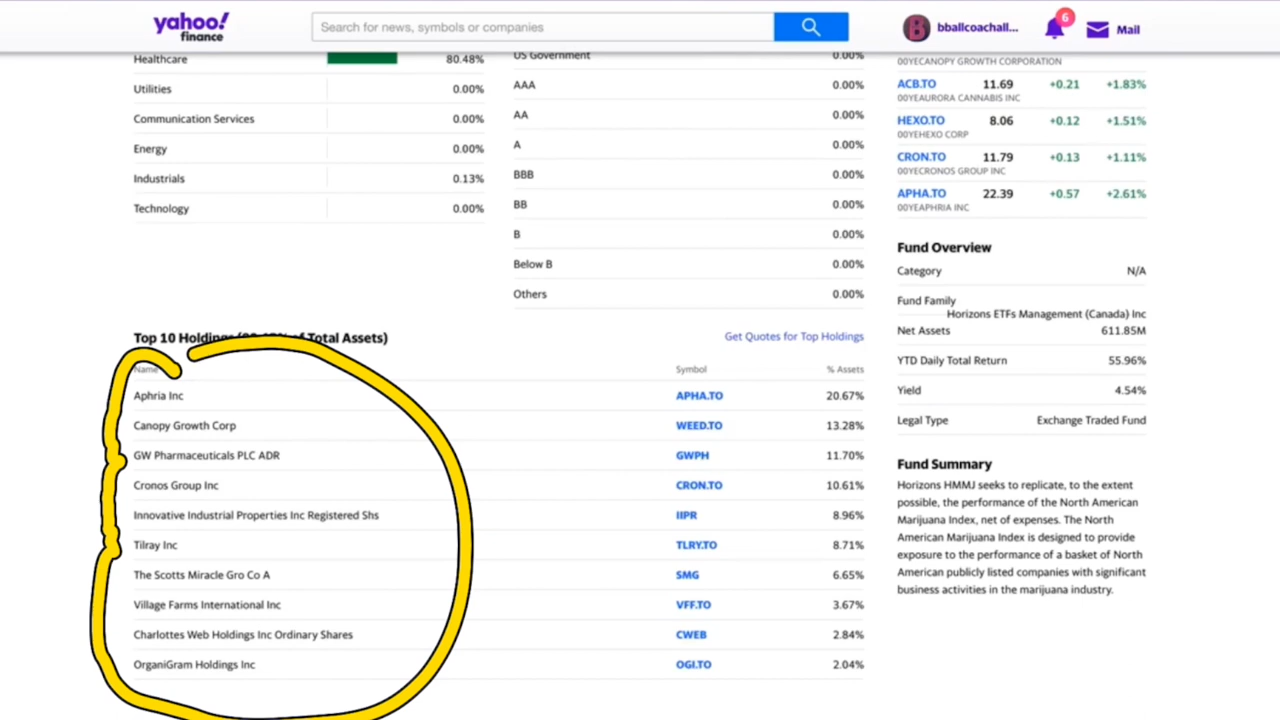 yahoo!
finance
Search for news, symbols or companies
B
bballcoachall...
6
Mail
Healthcare 80.48%
Utilities 0.00%
Communication Services 0.00%
Energy 0.00%
Industrials 0.13%
Technology 0.00%
US Government 0.00%
AAA 0.00%
AA 0.00%
A 0.00%
BBB 0.00%
BB 0.00%
B 0.00%
Below B 0.00%
Others 0.00%
Top 10 Holdings of Total Assets)
Get Quotes for Top Holdings
Name Symbol % Assets
Aphria Inc APHA.TO 20.67%
Canopy Growth Corp WEED.TO 13.28%
GW Pharmaceuticals PLC ADR GWPH 11.70%
Cronos Group Inc CRON.TO 10.61%
Innovative Industrial Properties Inc Registered Shs IIPR 8.96%
Tilray Inc TLRY.TO 8.71%
The Scotts Miracle Gro Co A SMG 6.65%
Village Farms International Inc VFF.TO 3.67%
Charlottes Web Holdings Inc Ordinary Shares CWEB 2.84%
OrganiGram Holdings Inc OGI.TO 2.04%
00YECANOPY GROWTH CORPORATION
ACB.TO 11.69 +0.21 +1.83%
00YEAURORA CANNABIS INC
HEXO.TO 8.06 +0.12 +1.51%
00YEHEXO CORP
CRON.TO 11.79 +0.13 +1.11%
00YECRONOS GROUP INC
APHA.TO 22.39 +0.57 +2.61%
00YEAPHRIA INC
Fund Overview
Category N/A
Fund Family
Horizons ETFs Management (Canada) Inc
Net Assets 611.85M
YTD Daily Total Return 55.96%
Yield 4.54%
Legal Type Exchange Traded Fund
Fund Summary
Horizons HMMJ seeks to replicate, to the extent
possible, the performance of the North American
Marijuana Index, net of expenses. The North
American Marijuana Index is designed to provide
exposure to the performance of a basket of North
American publicly listed companies with significant
business activities in the marijuana industry.